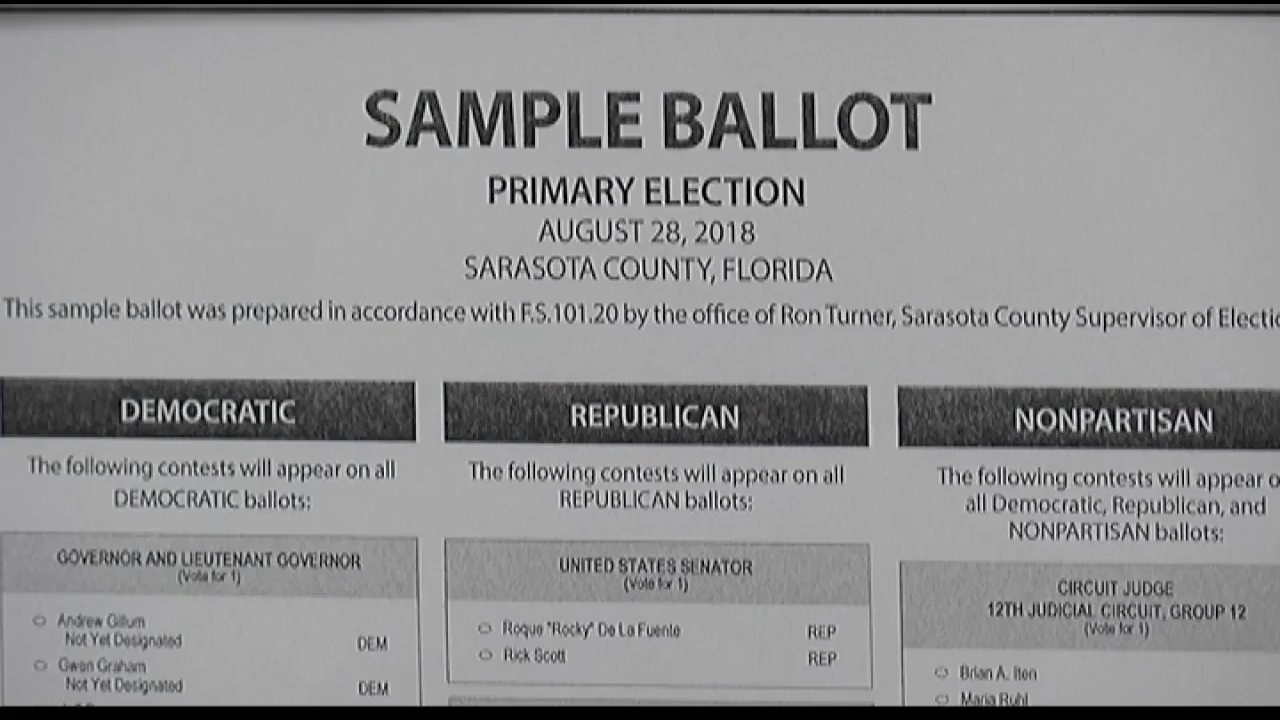 SAMPLE BALLOT
PRIMARY ELECTION
AUGUST 28, 2018
SARASOTA COUNTY, FLORIDA
This sample ballot was prepared in accordance with F.S.101.20 by the office of Ron Turner, Sarasota County Supervisor of Electio
DEMOCRATIC
The following contests will appear on all
DEMOCRATIC ballots:
GOVERNOR AND LIEUTENANT GOVERNOR
(Vote for 1)
Andrew Gillum
Not Yet Designated DEM
Gwen Graham
Not Yet Designated DEM
REPUBLICAN
The following contests will appear on all
REPUBLICAN ballots:
UNITED STATES SENATOR
(Vote for 1)
Roque "Rocky" De La Fuente REP
Rick Scott REP
NONPARTISAN
The following contests will appear o
all Democratic, Republican, and
NONPARTISAN ballots:
CIRCUIT JUDGE
12TH JUDICIAL CIRCUIT, GROUP 12
(Vote for 1)
Brian A. Iten
Maria Ruhl